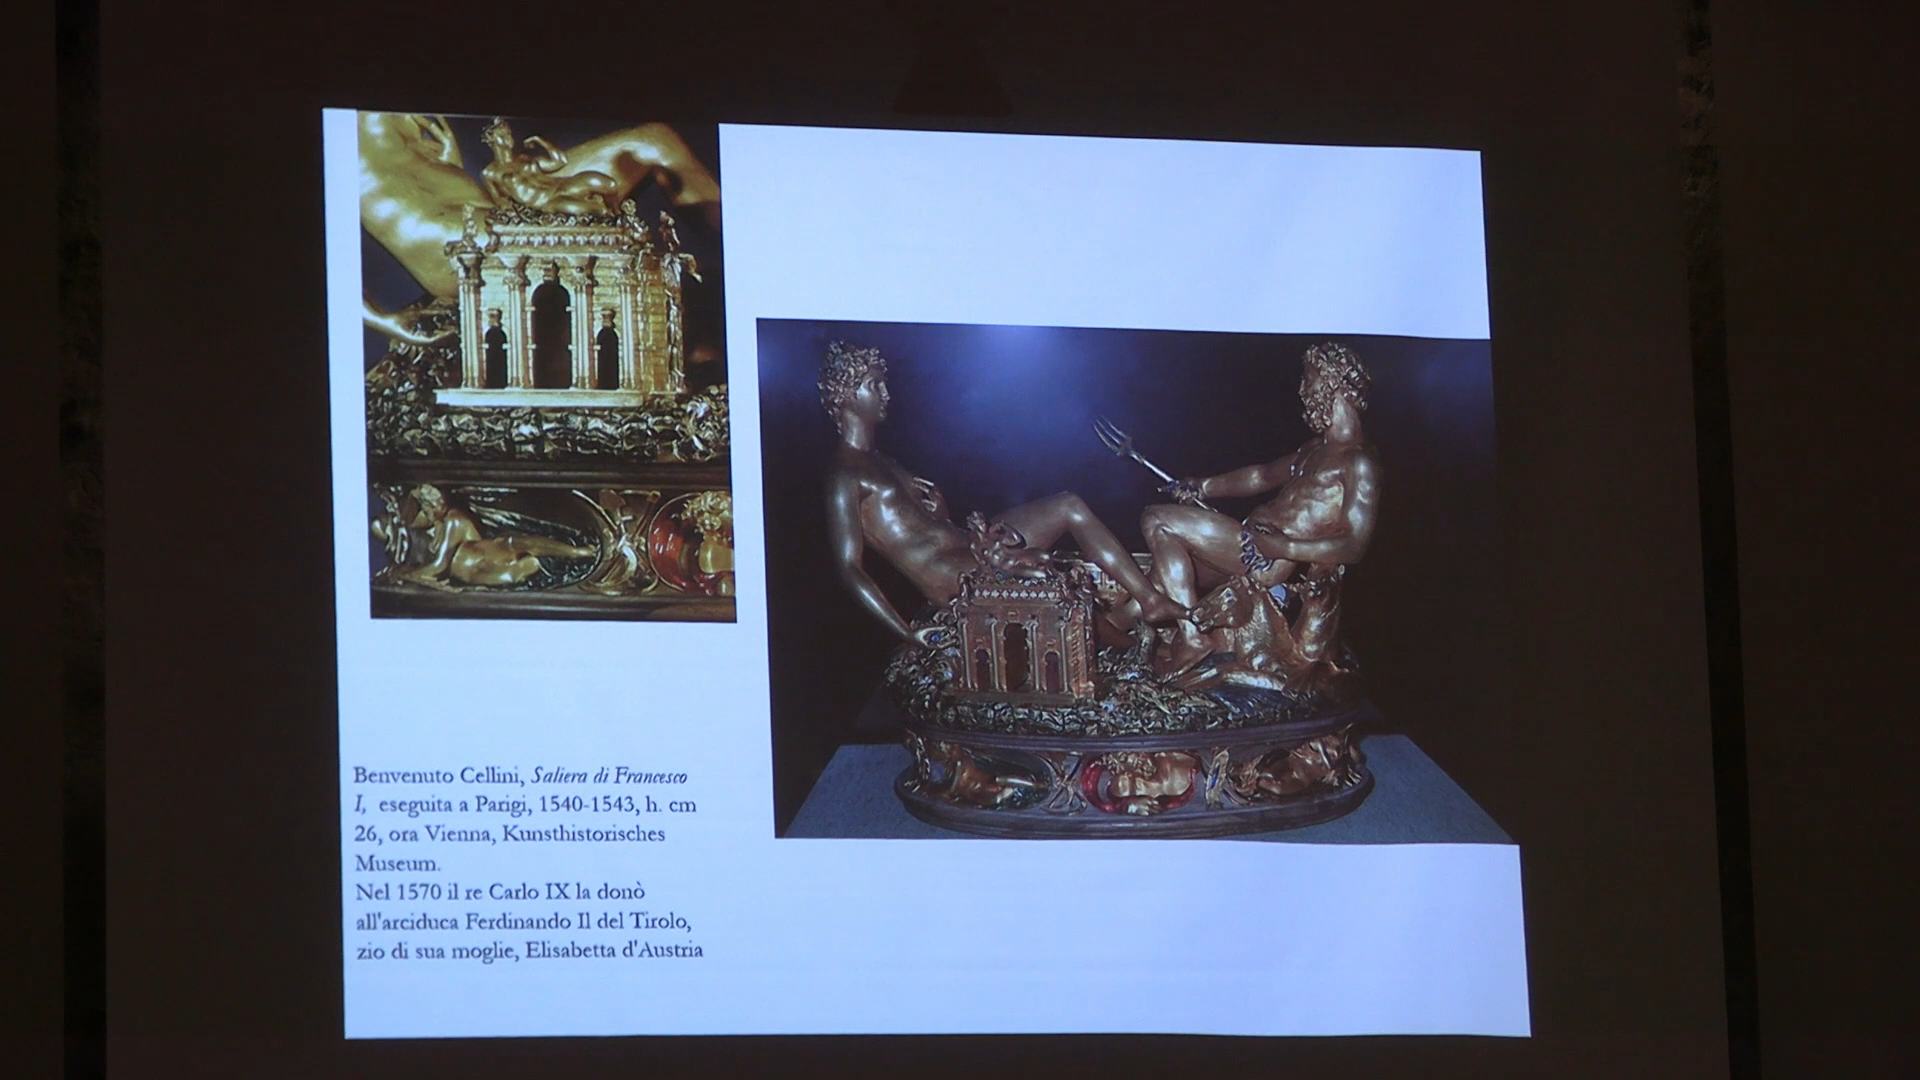 Benvenuto Cellini, Saliera di Francesco
I, eseguita a Parigi, 1540-1543, h. cm
26, ora Vienna, Kunsthistorisches
Museum.
Nel 1570 il re Carlo IX la donò
all'arciduca Ferdinando Il del Tirolo,
zio di sua moglie, Elisabetta d'Austria